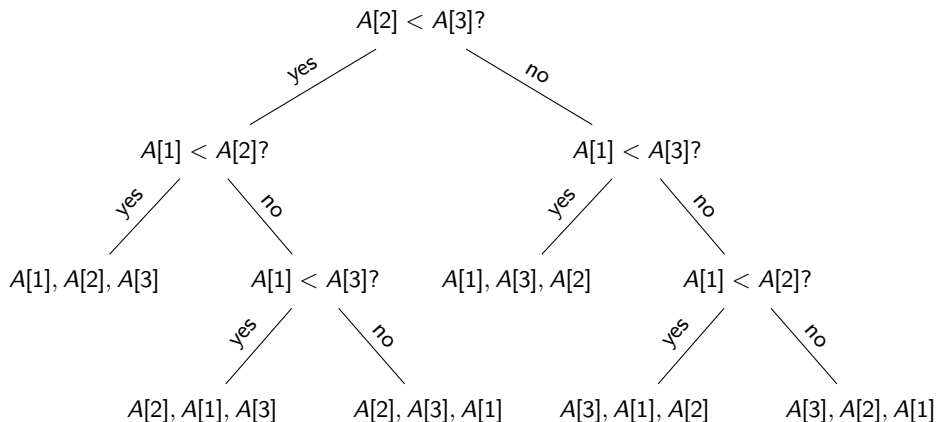 A[2] < A[3]?
yes
no
A[1] < A[2]?
A[1] < A[3]?
yes
no
yes
no
A[1], A[2], A[3]
A[1] < A[3]?
A[1], A[3], A[2]
A[1] < A[2]?
yes
no
yes
no
A[2], A[1], A[3]
A[2], A[3], A[1]
A[3], A[1], A[2]
A[3], A[2], A[1]